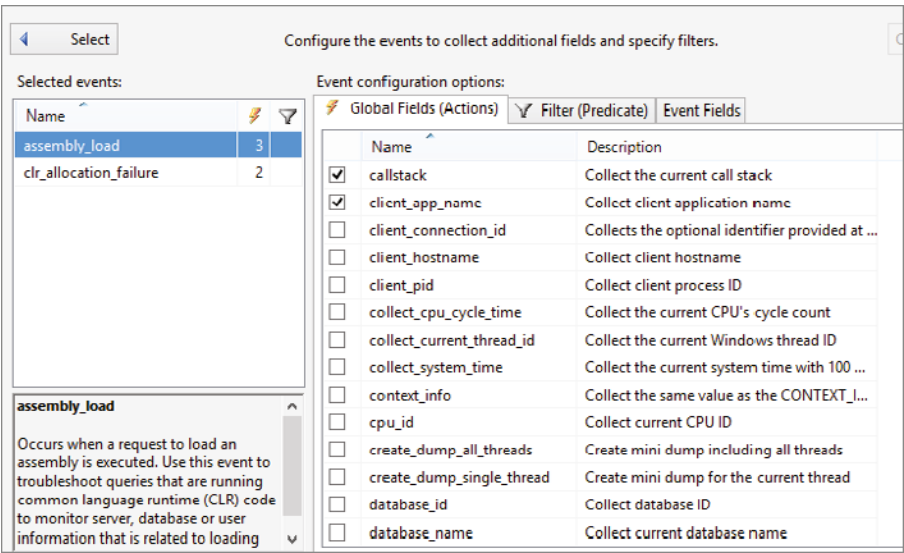 Select
Configure the events to collect additional fields and specify filters.
Selected events:
Name
assembly_load 3
clr_allocation_failure 2
assembly_load
Occurs when a request to load an
assembly is executed. Use this event to
troubleshoot queries that are running
common language runtime (CLR) code
to monitor server, database or user
information that is related to loading
Event configuration options:
Global Fields (Actions) Filter (Predicate) Event Fields
Name Description
callstack Collect the current call stack
client_app_name Collect client application name
client_connection_id Collects the optional identifier provided at ...
client_hostname Collect client hostname
client_pid Collect client process ID
collect_cpu_cycle_time Collect the current CPU's cycle count
collect_current_thread_id Collect the current Windows thread ID
collect_system_time Collect the current system time with 100 ...
context_info Collect the same value as the CONTEXT_I...
cpu_id Collect current CPU ID
create_dump_all_threads Create mini dump including all threads
create_dump_single_thread Create mini dump for the current thread
database_id Collect database ID
database_name Collect current database name